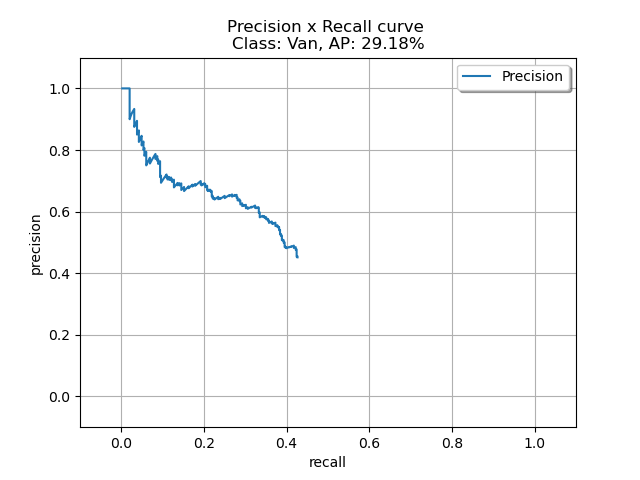 Precision x Recall curve
Class: Van, AP: 29.18%
Precision
1.0
0.8
0.6
0.4
0.2
0.0
precision
0.0 0.2 0.4 0.6 0.8 1.0
recall